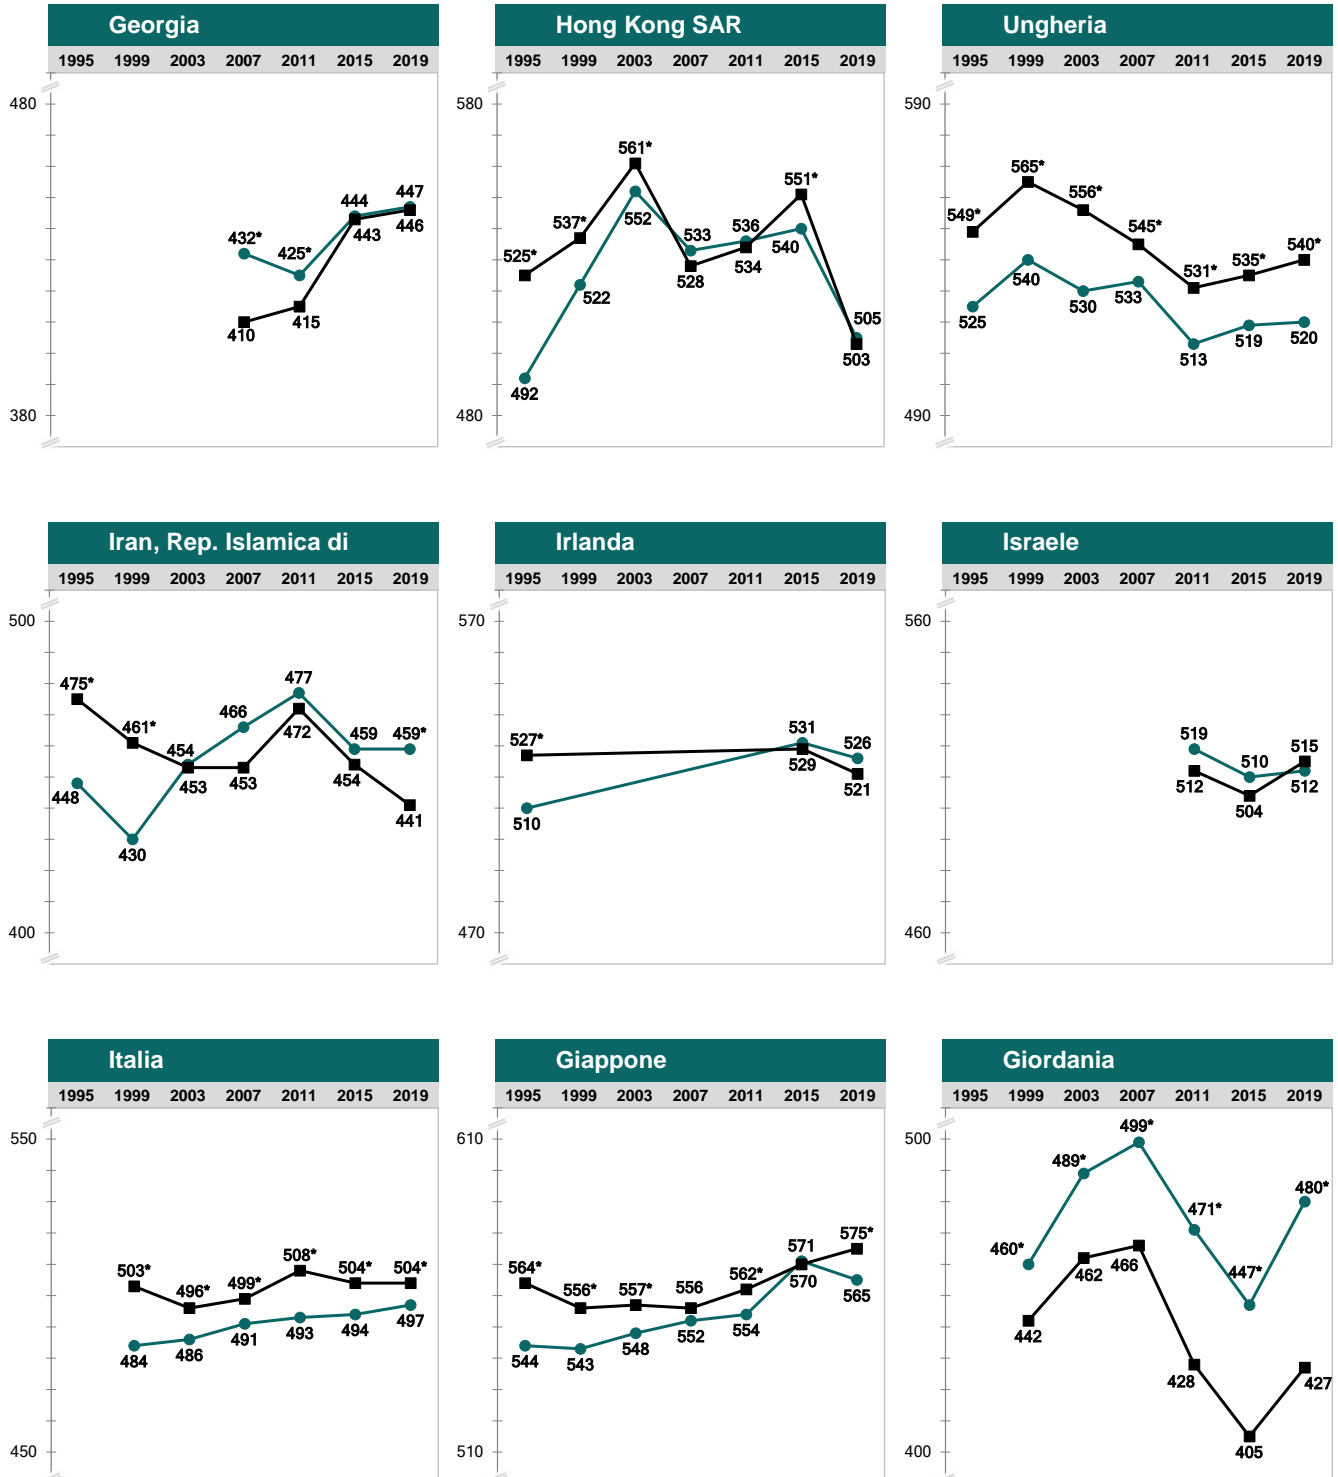 Georgia Hong Kong SAR Ungheria
1995 1999 2003 2007 2011 2015 2019 1995 1999 2003 2007 2011 2015 2019 1995 1999 2003 2007 2011 2015 2019
480 580 590
561* 565*
551* 556*
537* 549* 545*
444 447 525* 533 536 531* 535* 540*
432* 425* 443 446 552 528 534 540 540 530 533
410 415 522 505 525 513 519 520
492 503
380 480 490
Iran, Rep. Islamica di Irlanda Israele
1995 1999 2003 2007 2011 2015 2019 1995 1999 2003 2007 2011 2015 2019 1995 1999 2003 2007 2011 2015 2019
500 570 560
475* 477
461* 454 466 472 459 459* 527* 531 526 519 510 515
448 453 453 454 529 521 512 504 512
430 441 510
400 470 460
Italia Giappone Giordania
1995 1999 2003 2007 2011 2015 2019 1995 1999 2003 2007 2011 2015 2019 1995 1999 2003 2007 2011 2015 2019
550 610 500
489* 499* 480*
503* 496* 499* 508* 504* 504* 564* 556* 557* 556 562* 571 575* 460* 471* 447*
484 486 491 493 494 497 544 543 548 552 554 570 565 442 462 466 428 405 427
450 510 400